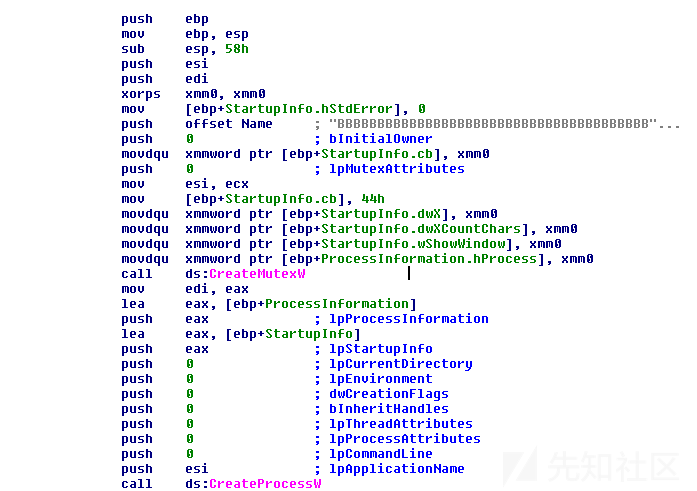 push ebp
mov ebp, esp
sub esp, 58h
push esi
push edi
xorps xmm0, xmm0
mov [ebp+StartupInfo.hStdError], 0
push offset Name ; "BBBBBBBBBBBBBBBBBBBBBBBBBBBBBBBBBBBBBBB"...
push 0 ; bInitialOwner
movdqu xmmword ptr [ebp+StartupInfo.cb], xmm0
push 0 ; lpMutexAttributes
mov esi, ecx
mov [ebp+StartupInfo.cb], 44h
movdqu xmmword ptr [ebp+StartupInfo.dwX], xmm0
movdqu xmmword ptr [ebp+StartupInfo.dwXCountChars], xmm0
movdqu xmmword ptr [ebp+StartupInfo.wShowWindow], xmm0
movdqu xmmword ptr [ebp+ProcessInformation.hProcess], xmm0
call ds:CreateMutexW
mov edi, eax
lea eax, [ebp+ProcessInformation]
push eax ; lpProcessInformation
lea eax, [ebp+StartupInfo]
push eax ; lpStartupInfo
push 0 ; lpCurrentDirectory
push 0 ; lpEnvironment
push 0 ; dwCreationFlags
push 0 ; bInheritHandles
push 0 ; lpThreadAttributes
push 0 ; lpProcessAttributes
push 0 ; lpCommandLine
push esi ; lpApplicationName
call ds:CreateProcessW
先知社区